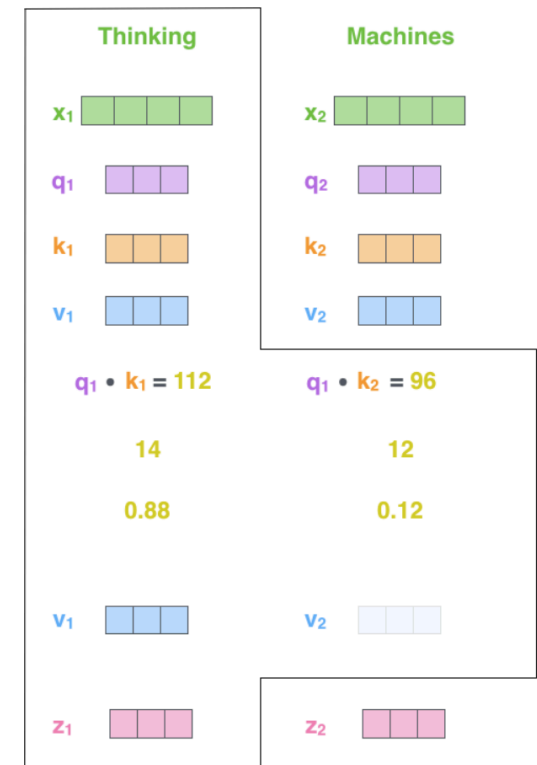 Thinking Machines
x₁ x₂
q₁ q₂
k₁ k₂
v₁ v₂
q₁ • k₁ = 112 q₁ • k₂ = 96
14 12
0.88 0.12
v₁ v₂
z₁ z₂